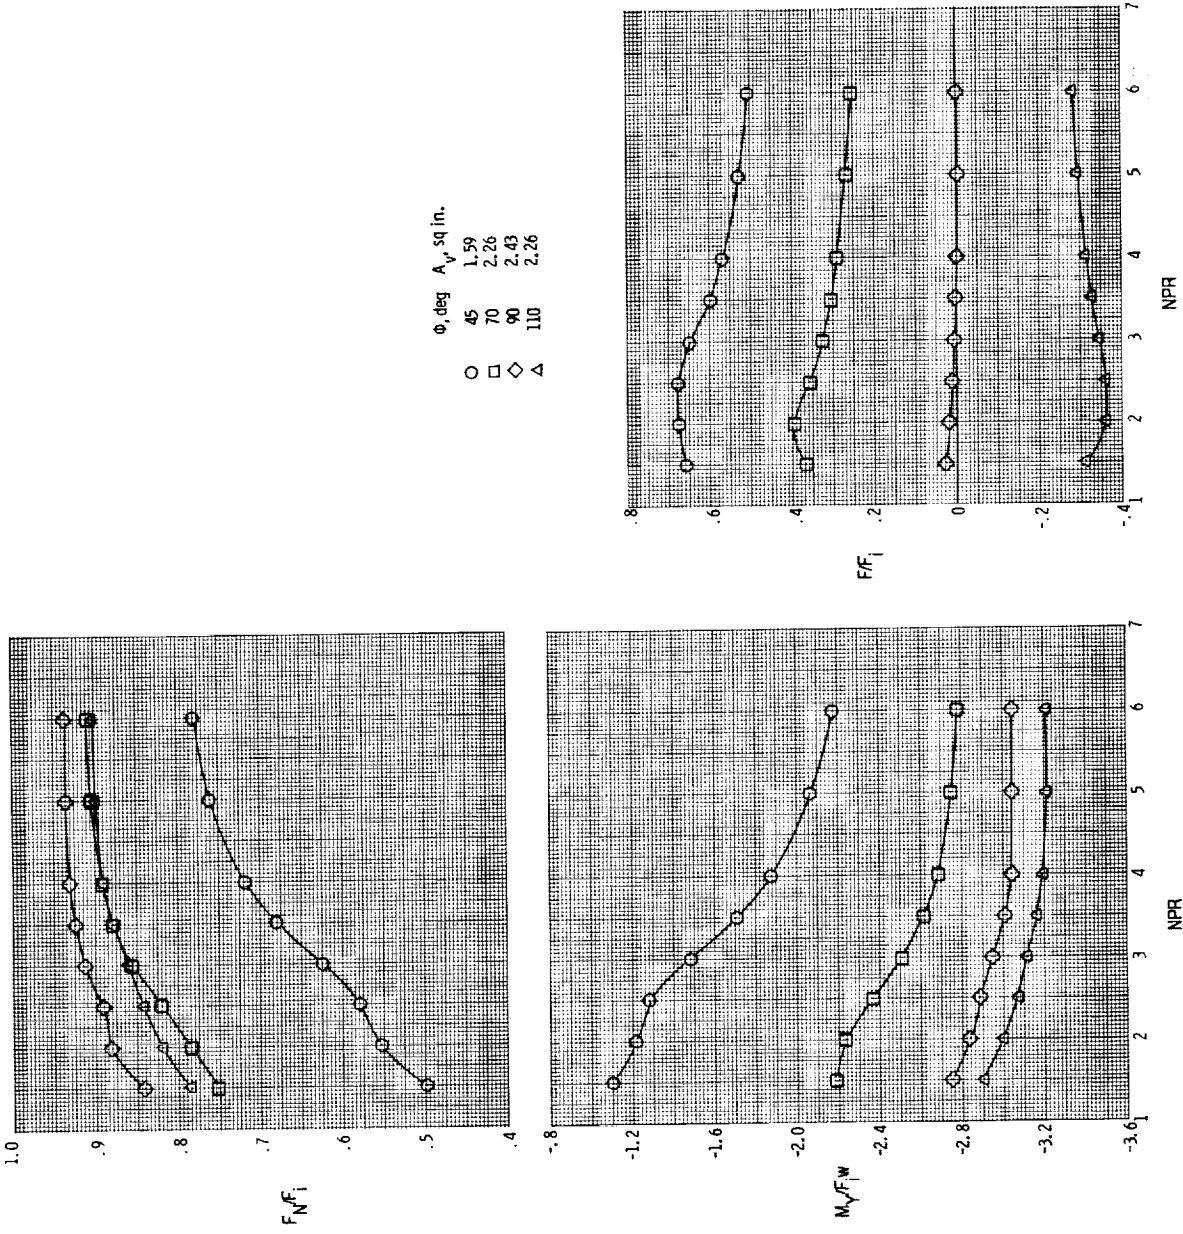 Φ, deg A_v, sq in.
○ 45 1.59
□ 70 2.26
◇ 90 2.43
△ 110 2.26
1.0
.9
.8
.7
.6
.5
.4
F_N/F_i
-.8
-1.2
-1.6
-2.0
-2.4
-2.8
-3.2
-3.6
M_Y/F_iw
1 2 3 4 5 6 7
NPR
.8
.6
.4
.2
0
-.2
-.4
F/F_i
1 2 3 4 5 6 7
NPR